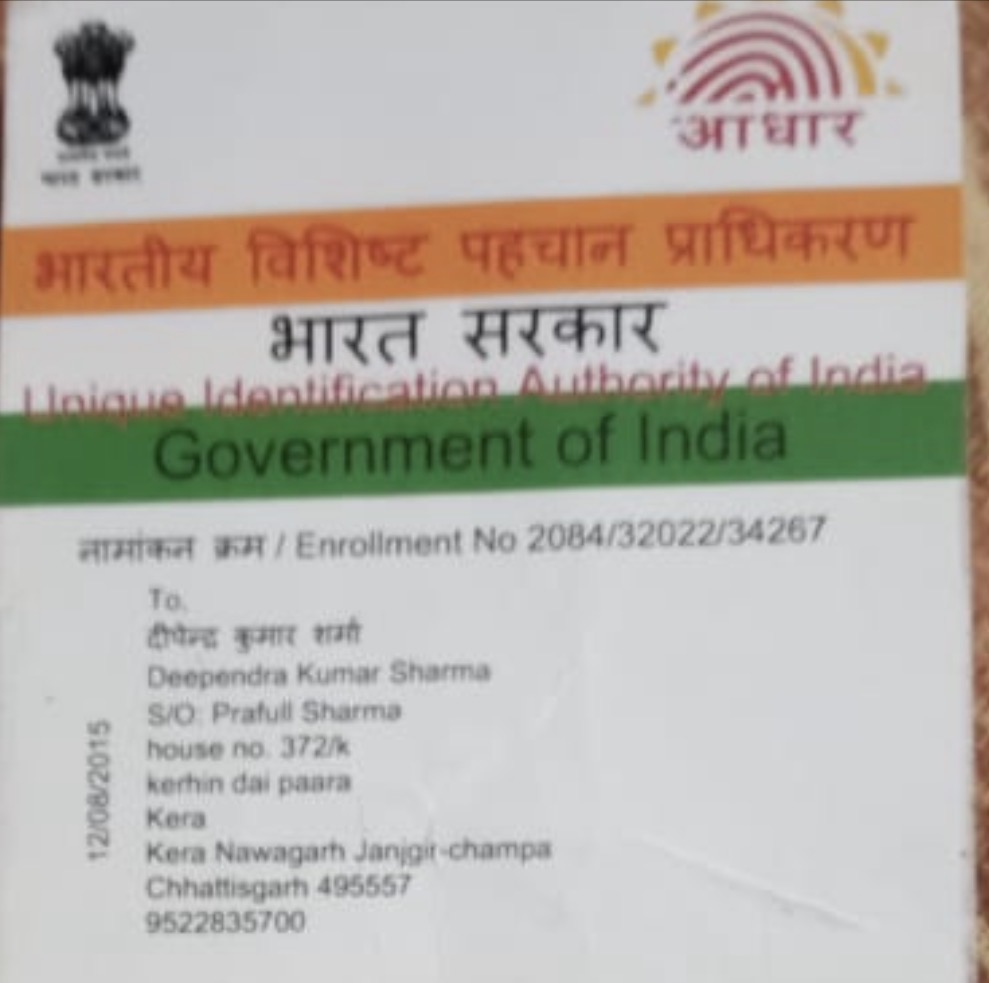 भारत सरकार
आधार
भारतीय विशिष्ट पहचान प्राधिकरण
भारत सरकार
Unique Identification Authority of India
Government of India
नामांकन क्रम / Enrollment No 2084/32022/34267
To,
दीपेन्द्र कुमार शर्मा
Deependra Kumar Sharma
S/O: Prafull Sharma
house no. 372/k
kerhin dai paara
Kera
Kera Nawagarh Janjgir-champa
Chhattisgarh 495557
9522835700
12/08/2015